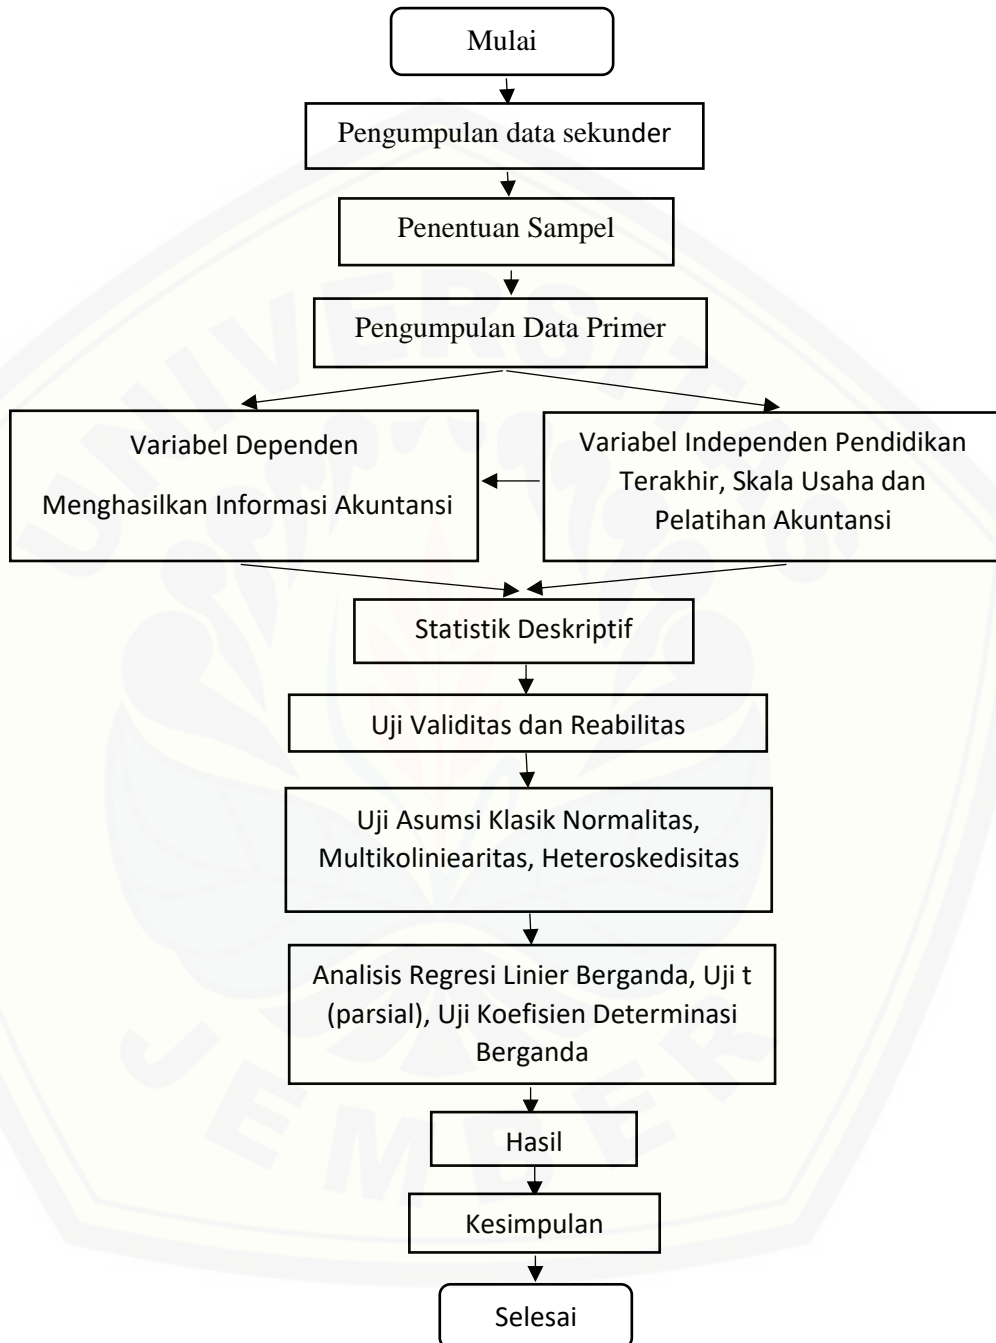 Mulai
Pengumpulan data sekunder
Penentuan Sampel
Pengumpulan Data Primer
Variabel Dependen
Menghasilkan Informasi Akuntansi
Variabel Independen Pendidikan
Terakhir, Skala Usaha dan
Pelatihan Akuntansi
Statistik Deskriptif
Uji Validitas dan Reabilitas
Uji Asumsi Klasik Normalitas,
Multikoliniearitas, Heteroskedisitas
Analisis Regresi Linier Berganda, Uji t
(parsial), Uji Koefisien Determinasi
Berganda
Hasil
Kesimpulan
Selesai
UNIVERSITAS
JEMBER